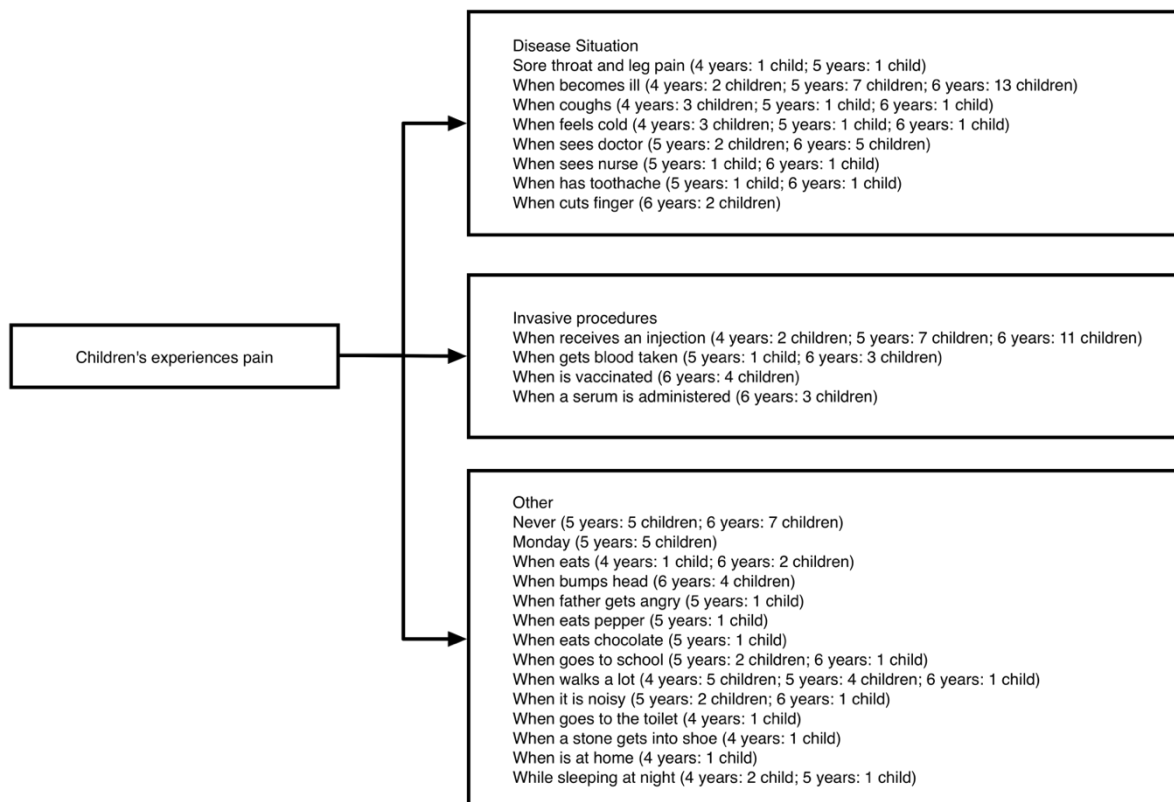 Children's experiences pain
Disease Situation
Sore throat and leg pain (4 years: 1 child; 5 years: 1 child)
When becomes ill (4 years: 2 children; 5 years: 7 children; 6 years: 13 children)
When coughs (4 years: 3 children; 5 years: 1 child; 6 years: 1 child)
When feels cold (4 years: 3 children; 5 years: 1 child; 6 years: 1 child)
When sees doctor (5 years: 2 children; 6 years: 5 children)
When sees nurse (5 years: 1 child; 6 years: 1 child)
When has toothache (5 years: 1 child; 6 years: 1 child)
When cuts finger (6 years: 2 children)
Invasive procedures
When receives an injection (4 years: 2 children; 5 years: 7 children; 6 years: 11 children)
When gets blood taken (5 years: 1 child; 6 years: 3 children)
When is vaccinated (6 years: 4 children)
When a serum is administered (6 years: 3 children)
Other
Never (5 years: 5 children; 6 years: 7 children)
Monday (5 years: 5 children)
When eats (4 years: 1 child; 6 years: 2 children)
When bumps head (6 years: 4 children)
When father gets angry (5 years: 1 child)
When eats pepper (5 years: 1 child)
When eats chocolate (5 years: 1 child)
When goes to school (5 years: 2 children; 6 years: 1 child)
When walks a lot (4 years: 5 children; 5 years: 4 children; 6 years: 1 child)
When it is noisy (5 years: 2 children; 6 years: 1 child)
When goes to the toilet (4 years: 1 child)
When a stone gets into shoe (4 years: 1 child)
When is at home (4 years: 1 child)
While sleeping at night (4 years: 2 child; 5 years: 1 child)